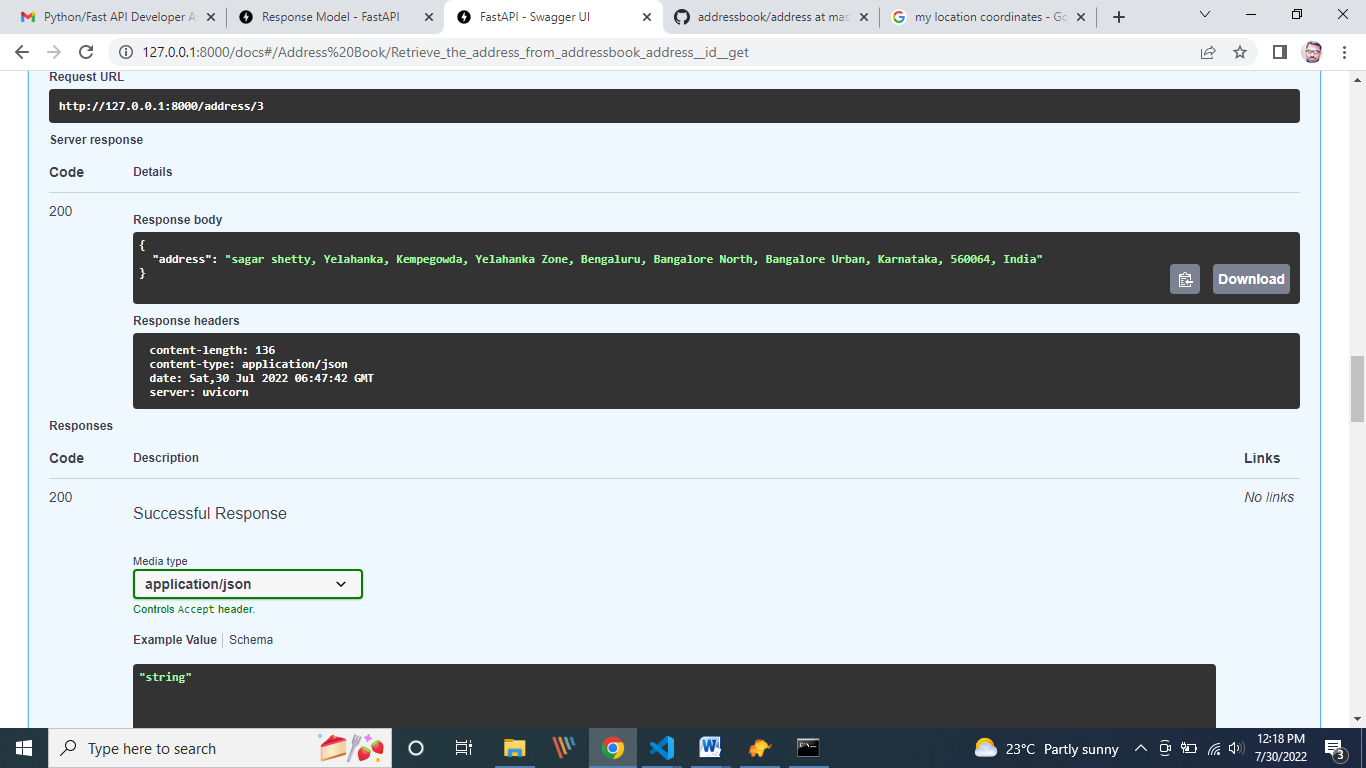 Python/Fast API Developer A
Response Model - FastAPI
FastAPI - Swagger UI
addressbook/address at mas
my location coordinates - Go
127.0.0.1:8000/docs#/Address%20Book/Retrieve_the_address_from_addressbook_address__id__get
Request URL
http://127.0.0.1:8000/address/3
Server response
Code Details
200
Response body
{
"address": "sagar shetty, Yelahanka, Kempegowda, Yelahanka Zone, Bengaluru, Bangalore North, Bangalore Urban, Karnataka, 560064, India"
}
Download
Response headers
content-length: 136
content-type: application/json
date: Sat,30 Jul 2022 06:47:42 GMT
server: uvicorn
Responses
Code Description Links
200 No links
Successful Response
Media type
application/json
Controls Accept header.
Example Value Schema
"string"
Type here to search
23°C Partly sunny
12:18 PM
7/30/2022
3